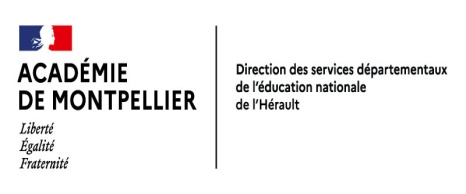 ACADÉMIE
DE MONTPELLIER
Liberté
Égalité
Fraternité
Direction des services départementaux
de l'éducation nationale
de l'Hérault